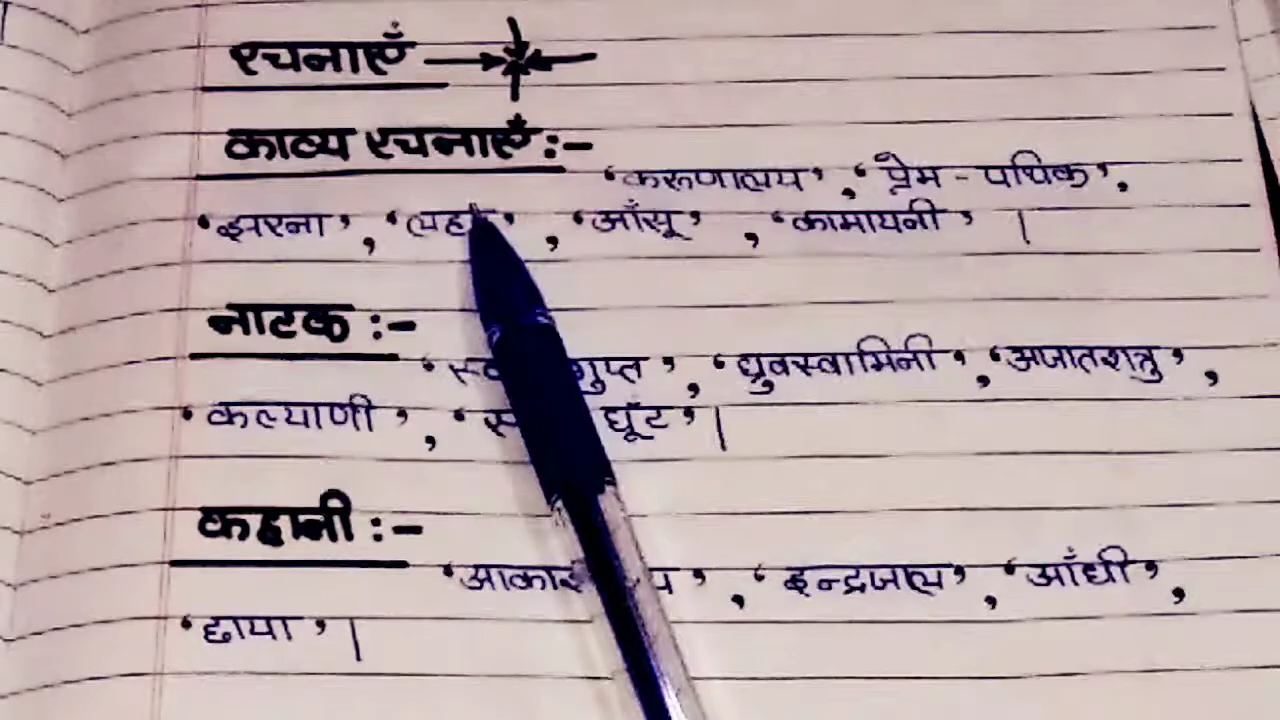 रचनाएँ
काव्य रचनाएँ :-
'करुणालय', 'प्रेम - पथिक',
'झरना', 'आँसू', 'कामायनी' ।
नाटक :-
'ध्रुवस्वामिनी', 'अजातशत्रु',
'कल्याणी', घूँट' ।
कहानी :-
'इन्द्रजाल', 'आँधी',
'छाया' ।